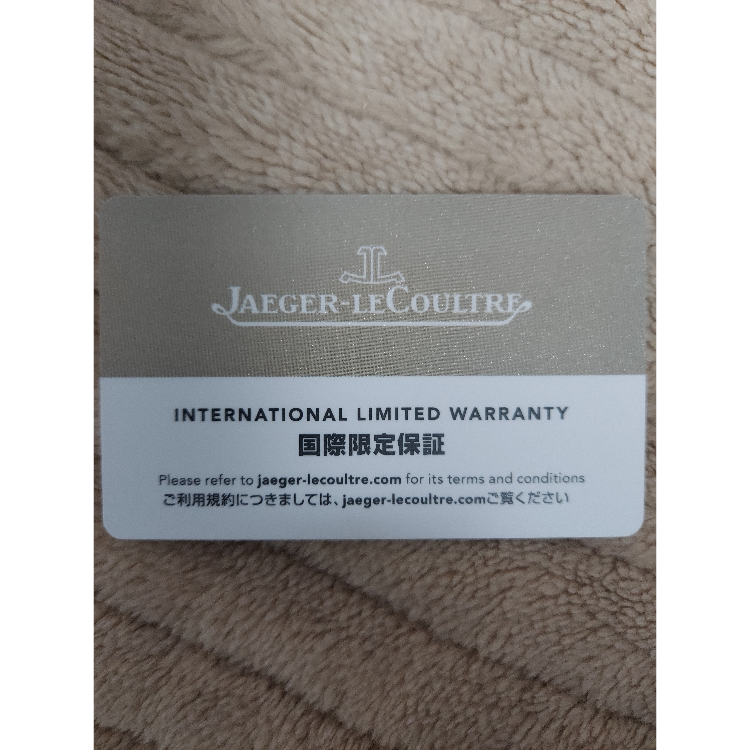 JAEGER-LECOULTRE
INTERNATIONAL LIMITED WARRANTY
国際限定保証
Please refer to jaeger-lecoultre.com for its terms and conditions
ご利用規約につきましては、jaeger-lecoultre.comご覧ください